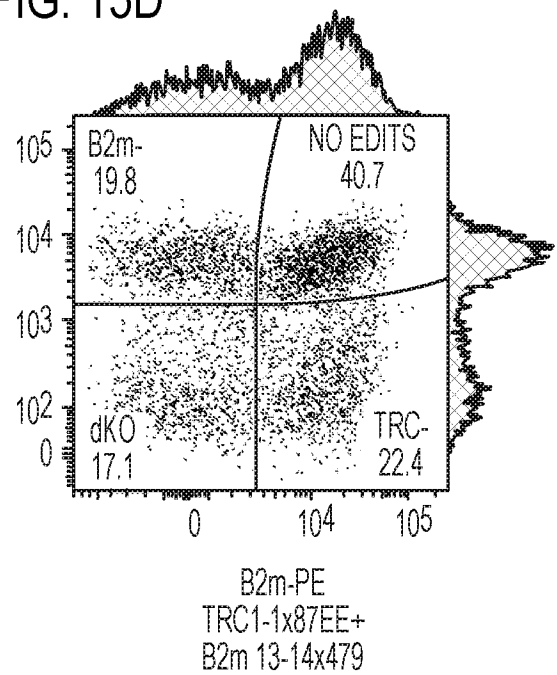 FIG. 13D
B2m-
19.8
NO EDITS
40.7
10⁵
10⁴
10³
10²
0
dKO
17.1
TRC-
22.4
0 10⁴ 10⁵
B2m-PE
TRC1-1x87EE+
B2m 13-14x479